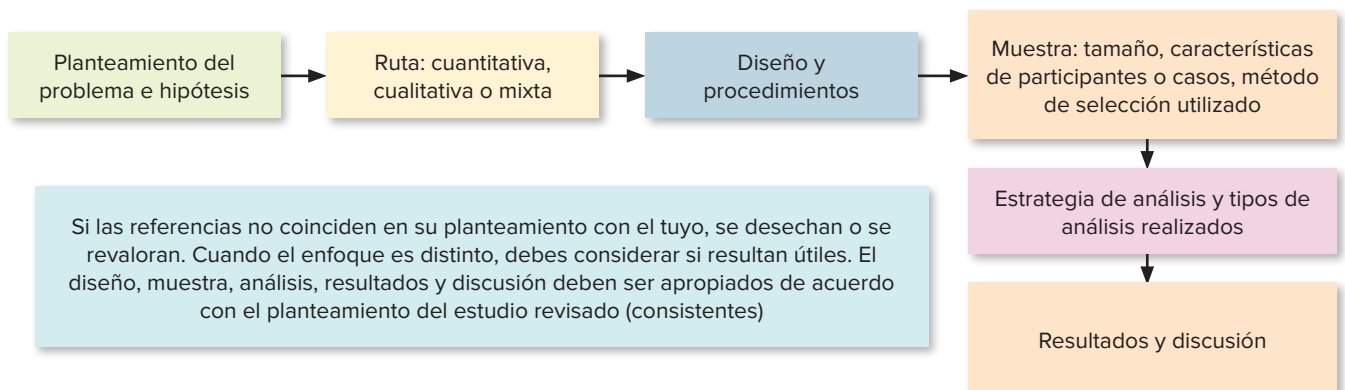 Planteamiento del
problema e hipótesis
Ruta: cuantitativa,
cualitativa o mixta
Diseño y
procedimientos
Muestra: tamaño, características
de participantes o casos, método
de selección utilizado
Estrategia de análisis y tipos de
análisis realizados
Resultados y discusión
Si las referencias no coinciden en su planteamiento con el tuyo, se desechan o se
revaloran. Cuando el enfoque es distinto, debes considerar si resultan útiles. El
diseño, muestra, análisis, resultados y discusión deben ser apropiados de acuerdo
con el planteamiento del estudio revisado (consistentes)